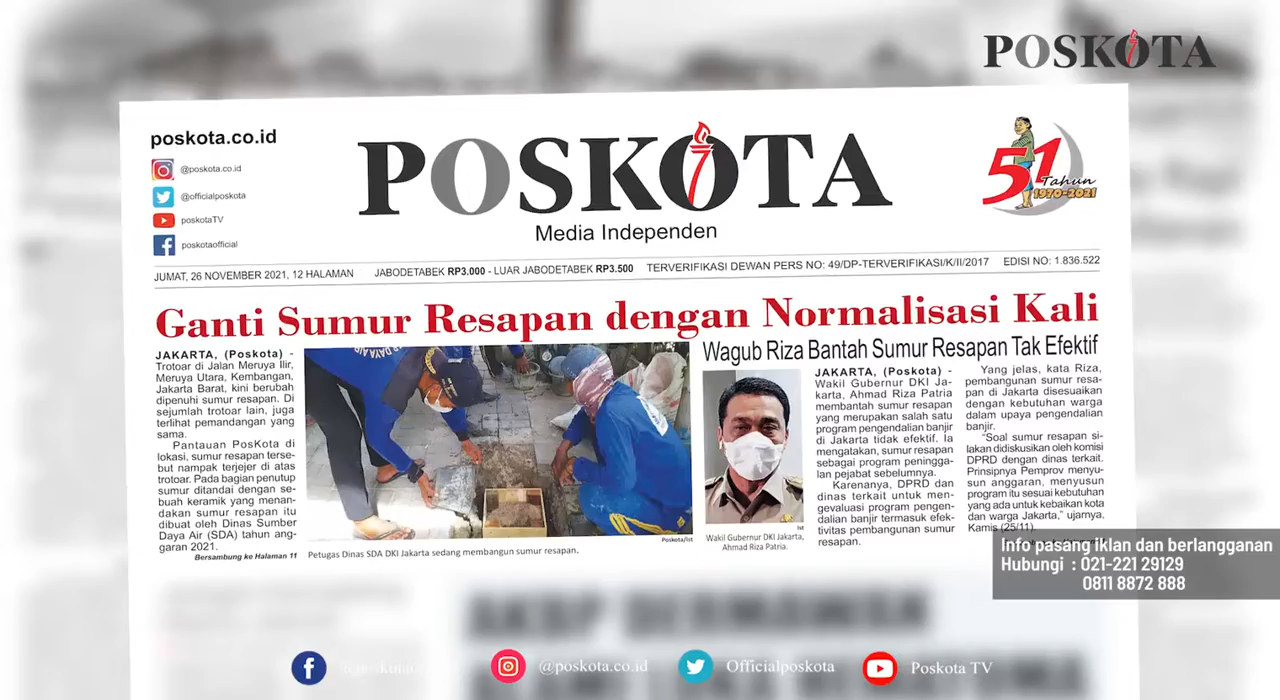 POSKOTA
poskota.co.id
@poskota.co.id
@officialposkota
poskotaTV
poskotaofficial
POSKOTA
Media Independen
51
Tahun
1970-2021
JUMAT, 26 NOVEMBER 2021, 12 HALAMAN
JABODETABEK RP3.000 - LUAR JABODETABEK RP3.500
TERVERIFIKASI DEWAN PERS NO: 49/DP-TERVERIFIKASI/K/II/2017
EDISI NO: 1.836.522
Ganti Sumur Resapan dengan Normalisasi Kali
JAKARTA, (Poskota) -
Trotoar di Jalan Meruya Ilir,
Meruya Utara, Kembangan,
Jakarta Barat, kini berubah
dipenuhi sumur resapan. Di
sejumlah trotoar lain, juga
terlihat pemandangan yang
sama.
Pantauan PosKota di
lokasi, sumur resapan terse-
but nampak terjejer di atas
trotoar. Pada bagian penutup
sumur ditandai dengan se-
buah keramik yang menan-
dakan sumur resapan itu
dibuat oleh Dinas Sumber
Daya Air (SDA) tahun ang-
garan 2021.
Bersambung ke Halaman 11
DAYA AIR
Poskota/Ist
Petugas Dinas SDA DKI Jakarta sedang membangun sumur resapan.
Wagub Riza Bantah Sumur Resapan Tak Efektif
Ist
Wakil Gubernur DKI Jakarta,
Ahmad Riza Patria.
JAKARTA, (Poskota) -
Wakil Gubernur DKI Ja-
karta, Ahmad Riza Patria
membantah sumur resapan
yang merupakan salah satu
program pengendalian banjir
di Jakarta tidak efektif. Ia
mengatakan, sumur resapan
sebagai program peningga-
lan pejabat sebelumnya.
Karenanya, DPRD dan
dinas terkait untuk men-
gevaluasi program pengen-
dalian banjir termasuk efek-
tivitas pembangunan sumur
resapan.
Yang jelas, kata Riza,
pembangunan sumur resa-
pan di Jakarta disesuaikan
dengan kebutuhan warga
dalam upaya pengendalian
banjir.
“Soal sumur resapan si-
lakan didiskusikan oleh komisi
DPRD dengan dinas terkait.
Prinsipnya Pemprov menyu-
sun anggaran, menyusun
program itu sesuai kebutuhan
yang ada untuk kebaikan kota
dan warga Jakarta,” ujarnya,
Kamis (25/11)
Info pasang iklan dan berlangganan
Hubungi : 021-221 29129
0811 8872 888
@poskota.co.id
Officialposkota
Poskota TV